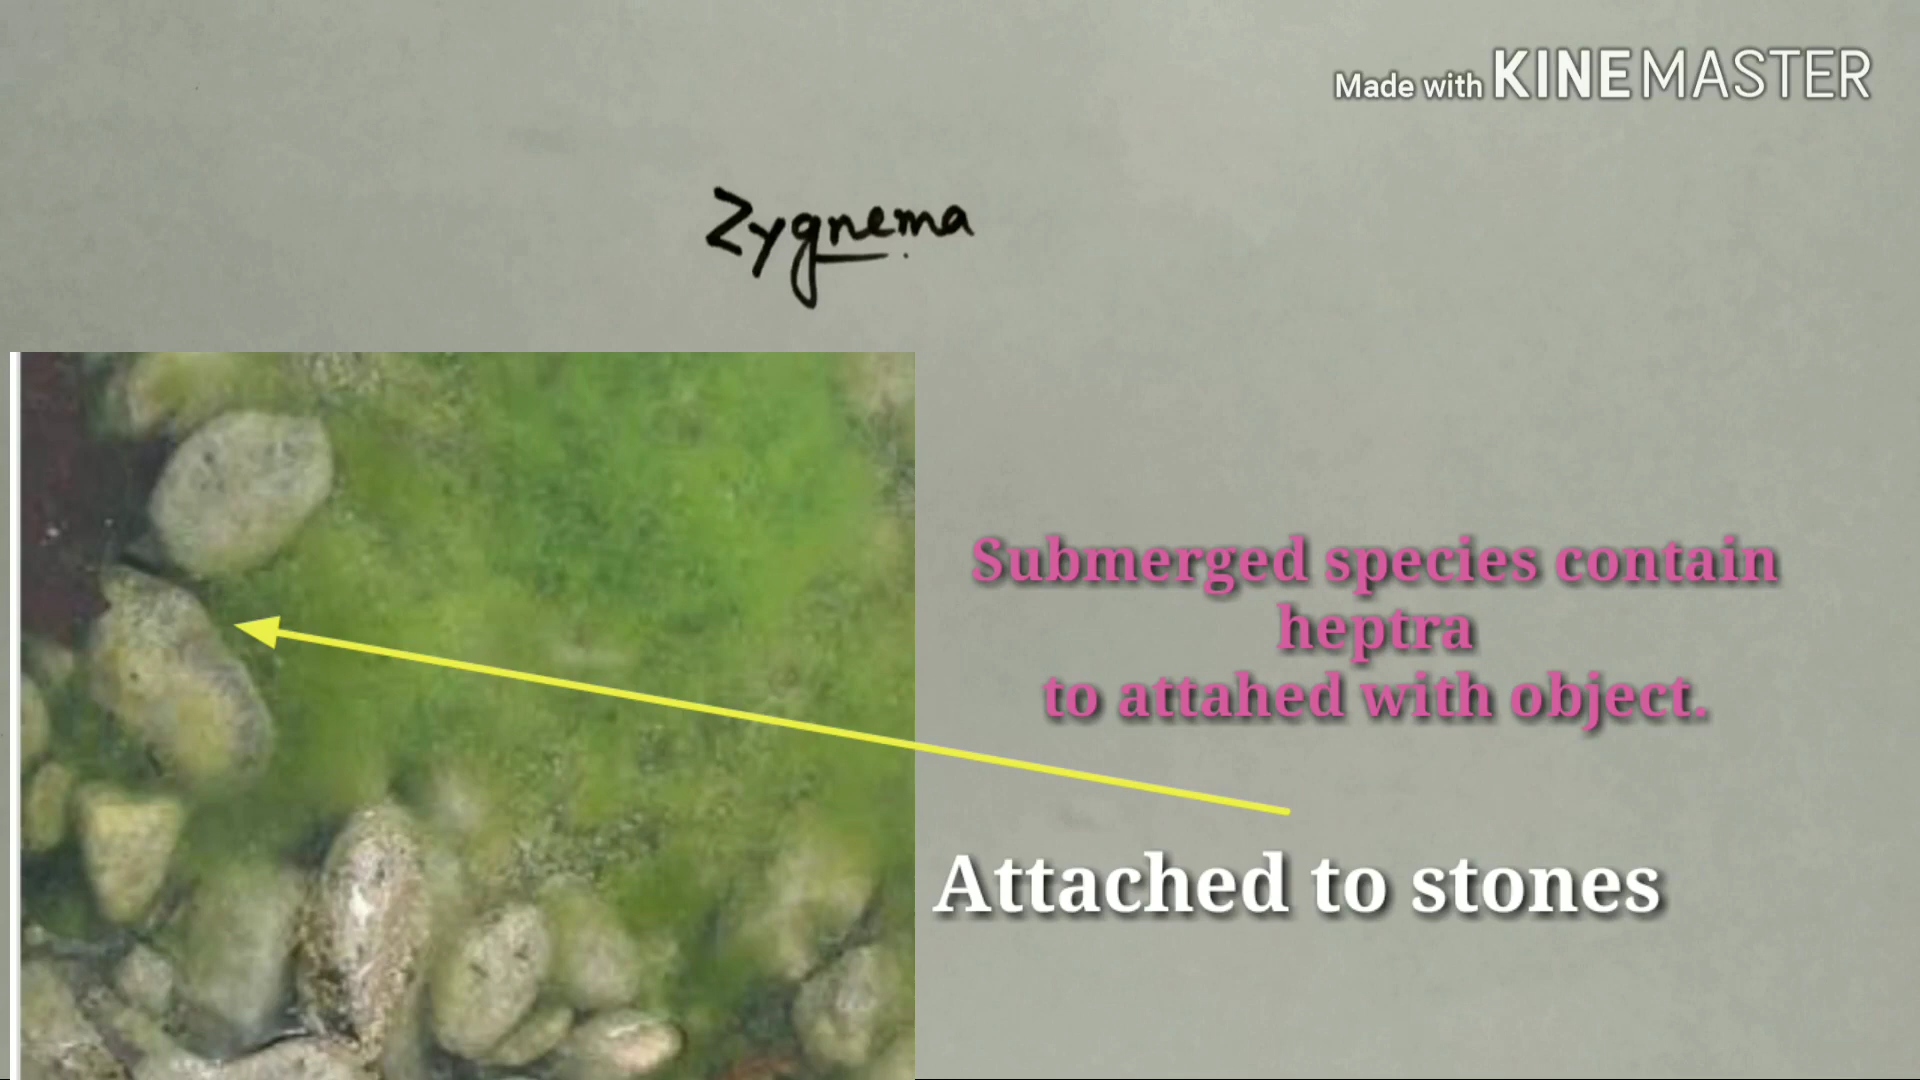 Made with KINEMASTER
Zygnema
Submerged species contain
heptra
to attahed with object.
Attached to stones